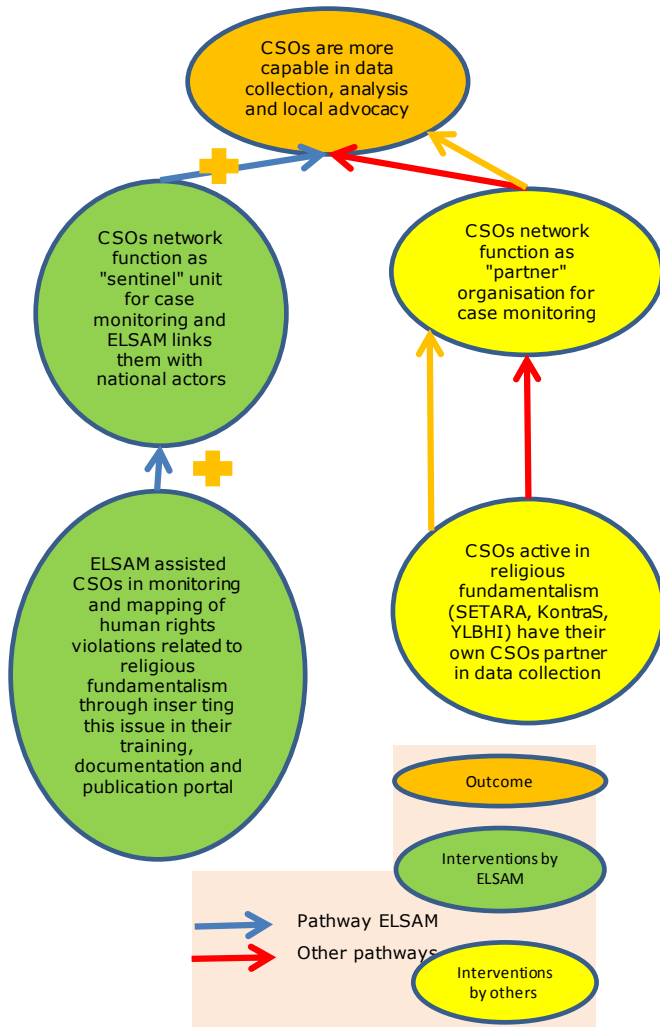 CSOs are more
capable in data
collection, analysis
and local advocacy
CSOs network
function as
"sentinel" unit
for case
monitoring and
ELSAM links
them with
national actors
CSOs network
function as
"partner"
organisation for
case monitoring
ELSAM assisted
CSOs in monitoring
and mapping of
human rights
violations related to
religious
fundamentalism
through inser ting
this issue in their
training,
documentation and
publication portal
CSOs active in
religious
fundamentalism
(SETARA, KontraS,
YLBHI) have their
own CSOs partner
in data collection
Outcome
Interventions by
ELSAM
Pathway ELSAM
Other pathways
Interventions
by others